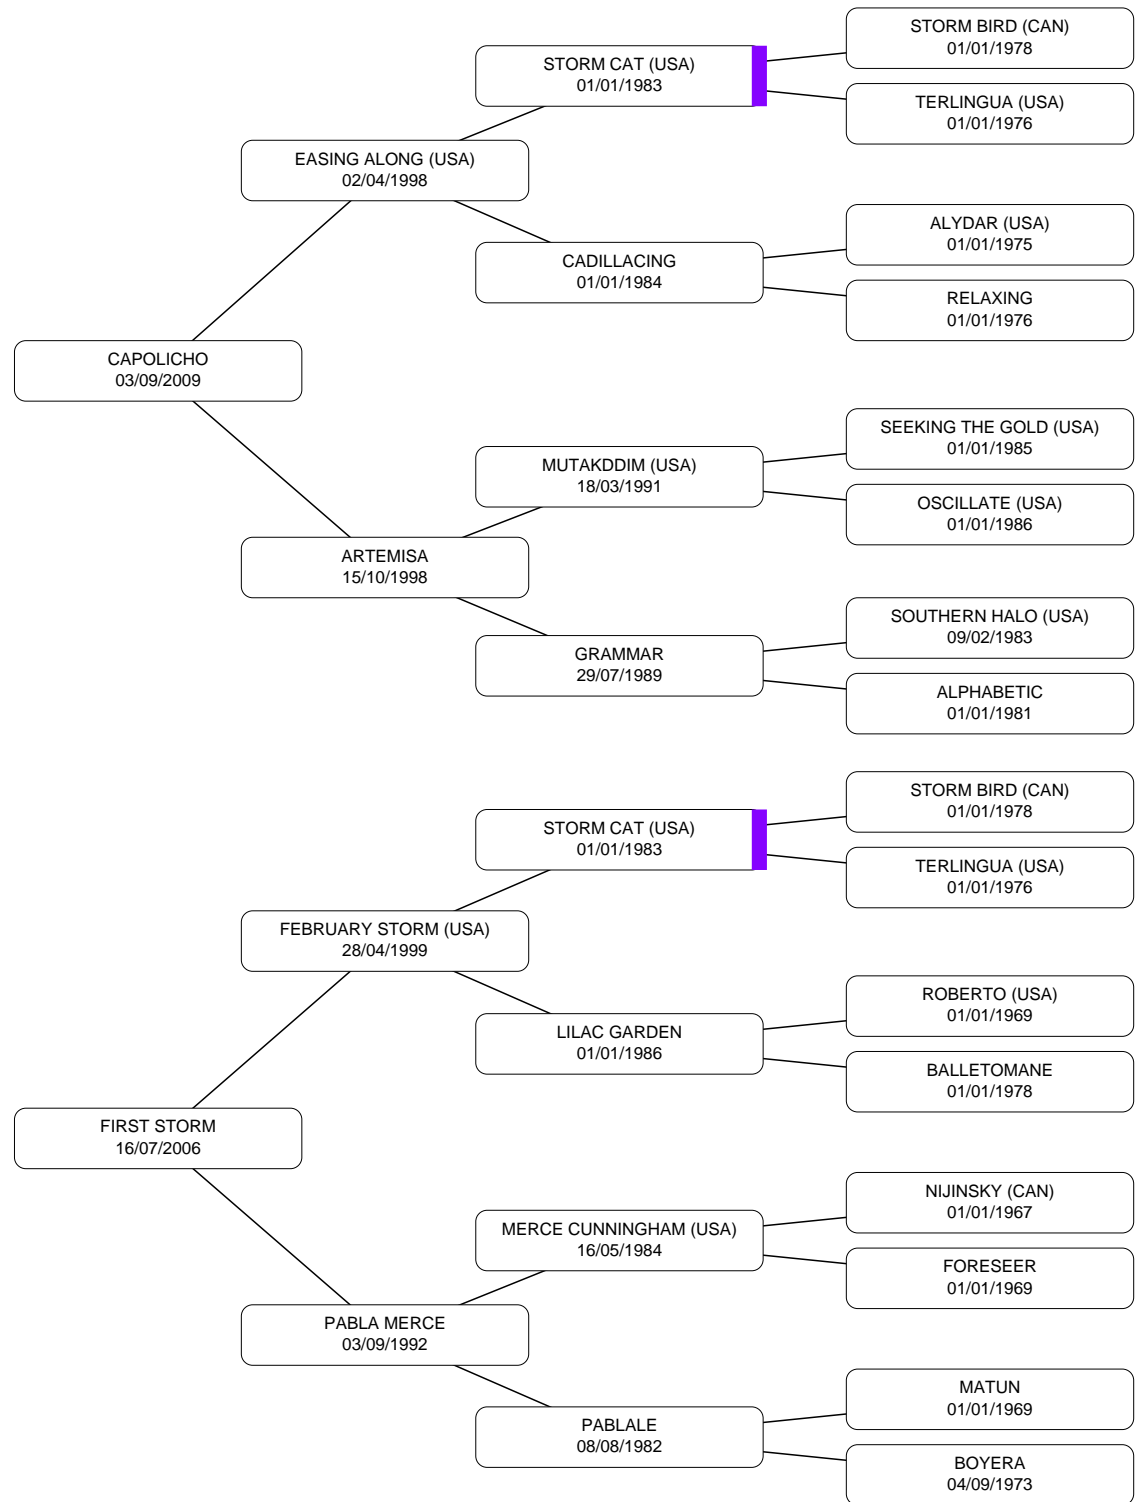 STORM BIRD (CAN)
01/01/1978
STORM CAT (USA)
01/01/1983
TERLINGUA (USA)
01/01/1976
EASING ALONG (USA)
02/04/1998
ALYDAR (USA)
01/01/1975
CADILLACING
01/01/1984
RELAXING
01/01/1976
CAPOLICHO
03/09/2009
SEEKING THE GOLD (USA)
01/01/1985
MUTAKDDIM (USA)
18/03/1991
OSCILLATE (USA)
01/01/1986
ARTEMISA
15/10/1998
SOUTHERN HALO (USA)
09/02/1983
GRAMMAR
29/07/1989
ALPHABETIC
01/01/1981
STORM BIRD (CAN)
01/01/1978
STORM CAT (USA)
01/01/1983
TERLINGUA (USA)
01/01/1976
FEBRUARY STORM (USA)
28/04/1999
ROBERTO (USA)
01/01/1969
LILAC GARDEN
01/01/1986
BALLETOMANE
01/01/1978
FIRST STORM
16/07/2006
NIJINSKY (CAN)
01/01/1967
MERCE CUNNINGHAM (USA)
16/05/1984
FORESEER
01/01/1969
PABLA MERCE
03/09/1992
MATUN
01/01/1969
PABLALE
08/08/1982
BOYERA
04/09/1973